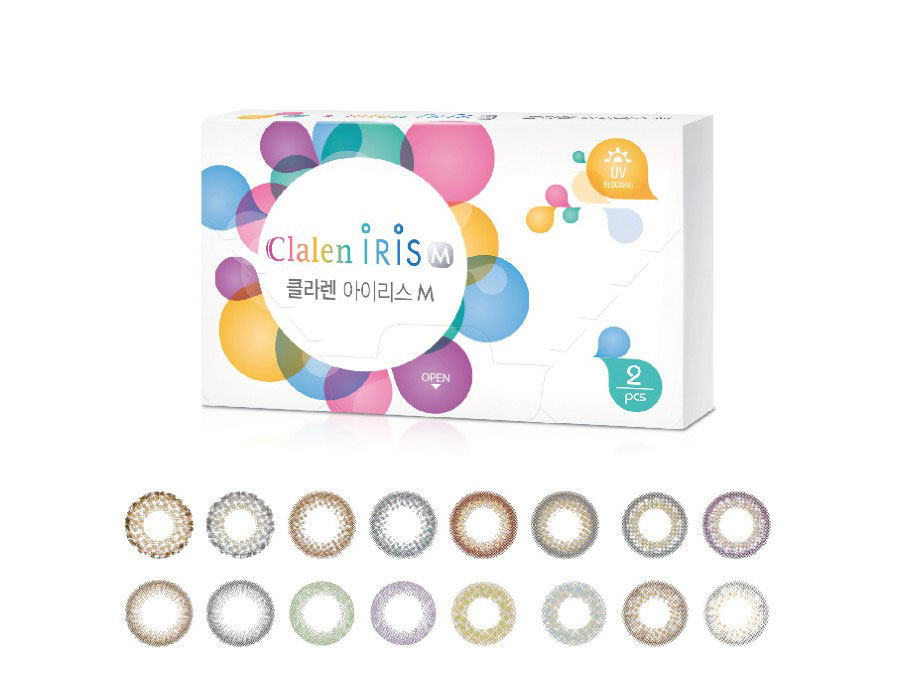 UV
BLOCKING
Clalen iRiS M
클라렌 아이리스 M
OPEN
2
pcs